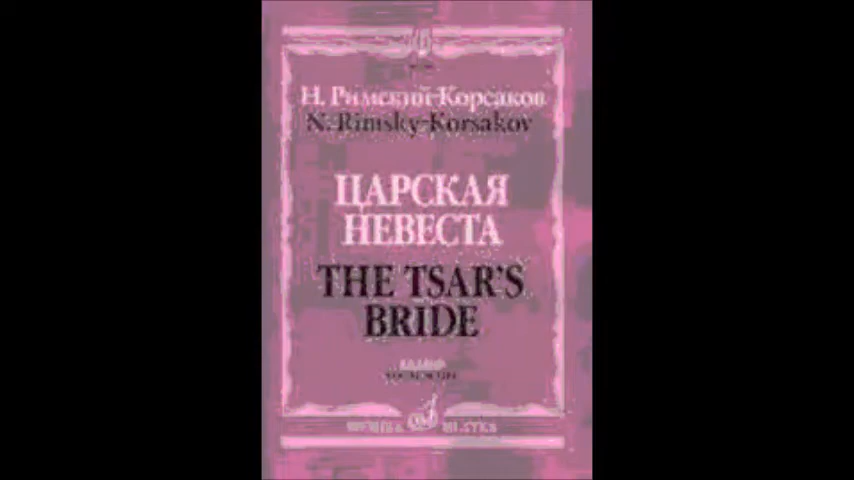 Н. Римский-Корсаков
N. Rimsky-Korsakov
ЦАРСКАЯ
НЕВЕСТА
THE TSAR'S
BRIDE